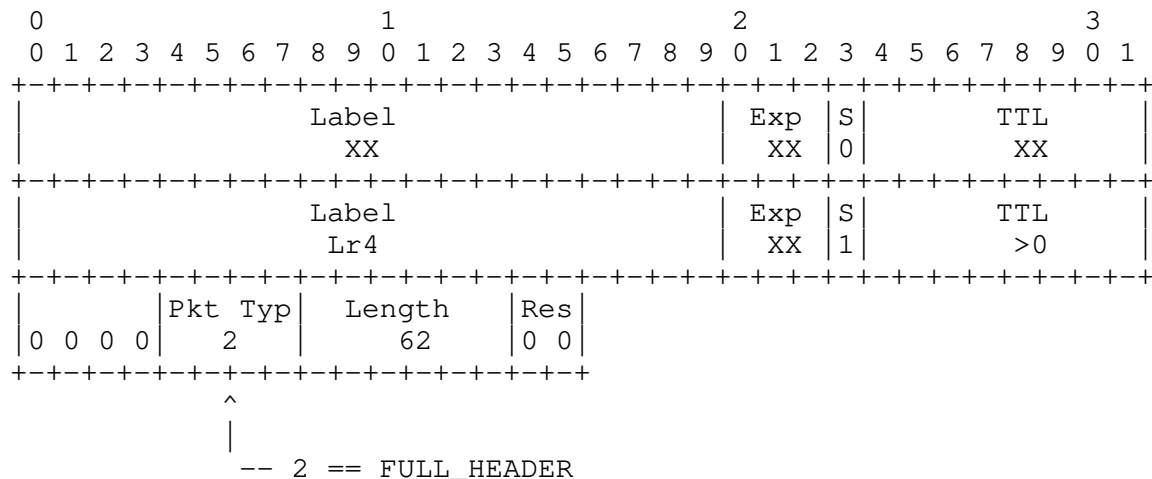 0                   1                   2                   3
 0 1 2 3 4 5 6 7 8 9 0 1 2 3 4 5 6 7 8 9 0 1 2 3 4 5 6 7 8 9 0 1
+-+-+-+-+-+-+-+-+-+-+-+-+-+-+-+-+-+-+-+-+-+-+-+-+-+-+-+-+-+-+-+-+
|                Label                  | Exp |S|       TTL     |
|                  XX                   |  XX |0|        XX     |
+-+-+-+-+-+-+-+-+-+-+-+-+-+-+-+-+-+-+-+-+-+-+-+-+-+-+-+-+-+-+-+-+
|                Label                  | Exp |S|       TTL     |
|                 Lr4                   |  XX |1|        >0     |
+-+-+-+-+-+-+-+-+-+-+-+-+-+-+-+-+-+-+-+-+-+-+-+-+-+-+-+-+-+-+-+-+
|       |Pkt Typ|  Length   |Res|
|0 0 0 0|   2   |     62    |0 0|
+-+-+-+-+-+-+-+-+-+-+-+-+-+-+-+-+
            ^
            |
            -- 2 == FULL_HEADER